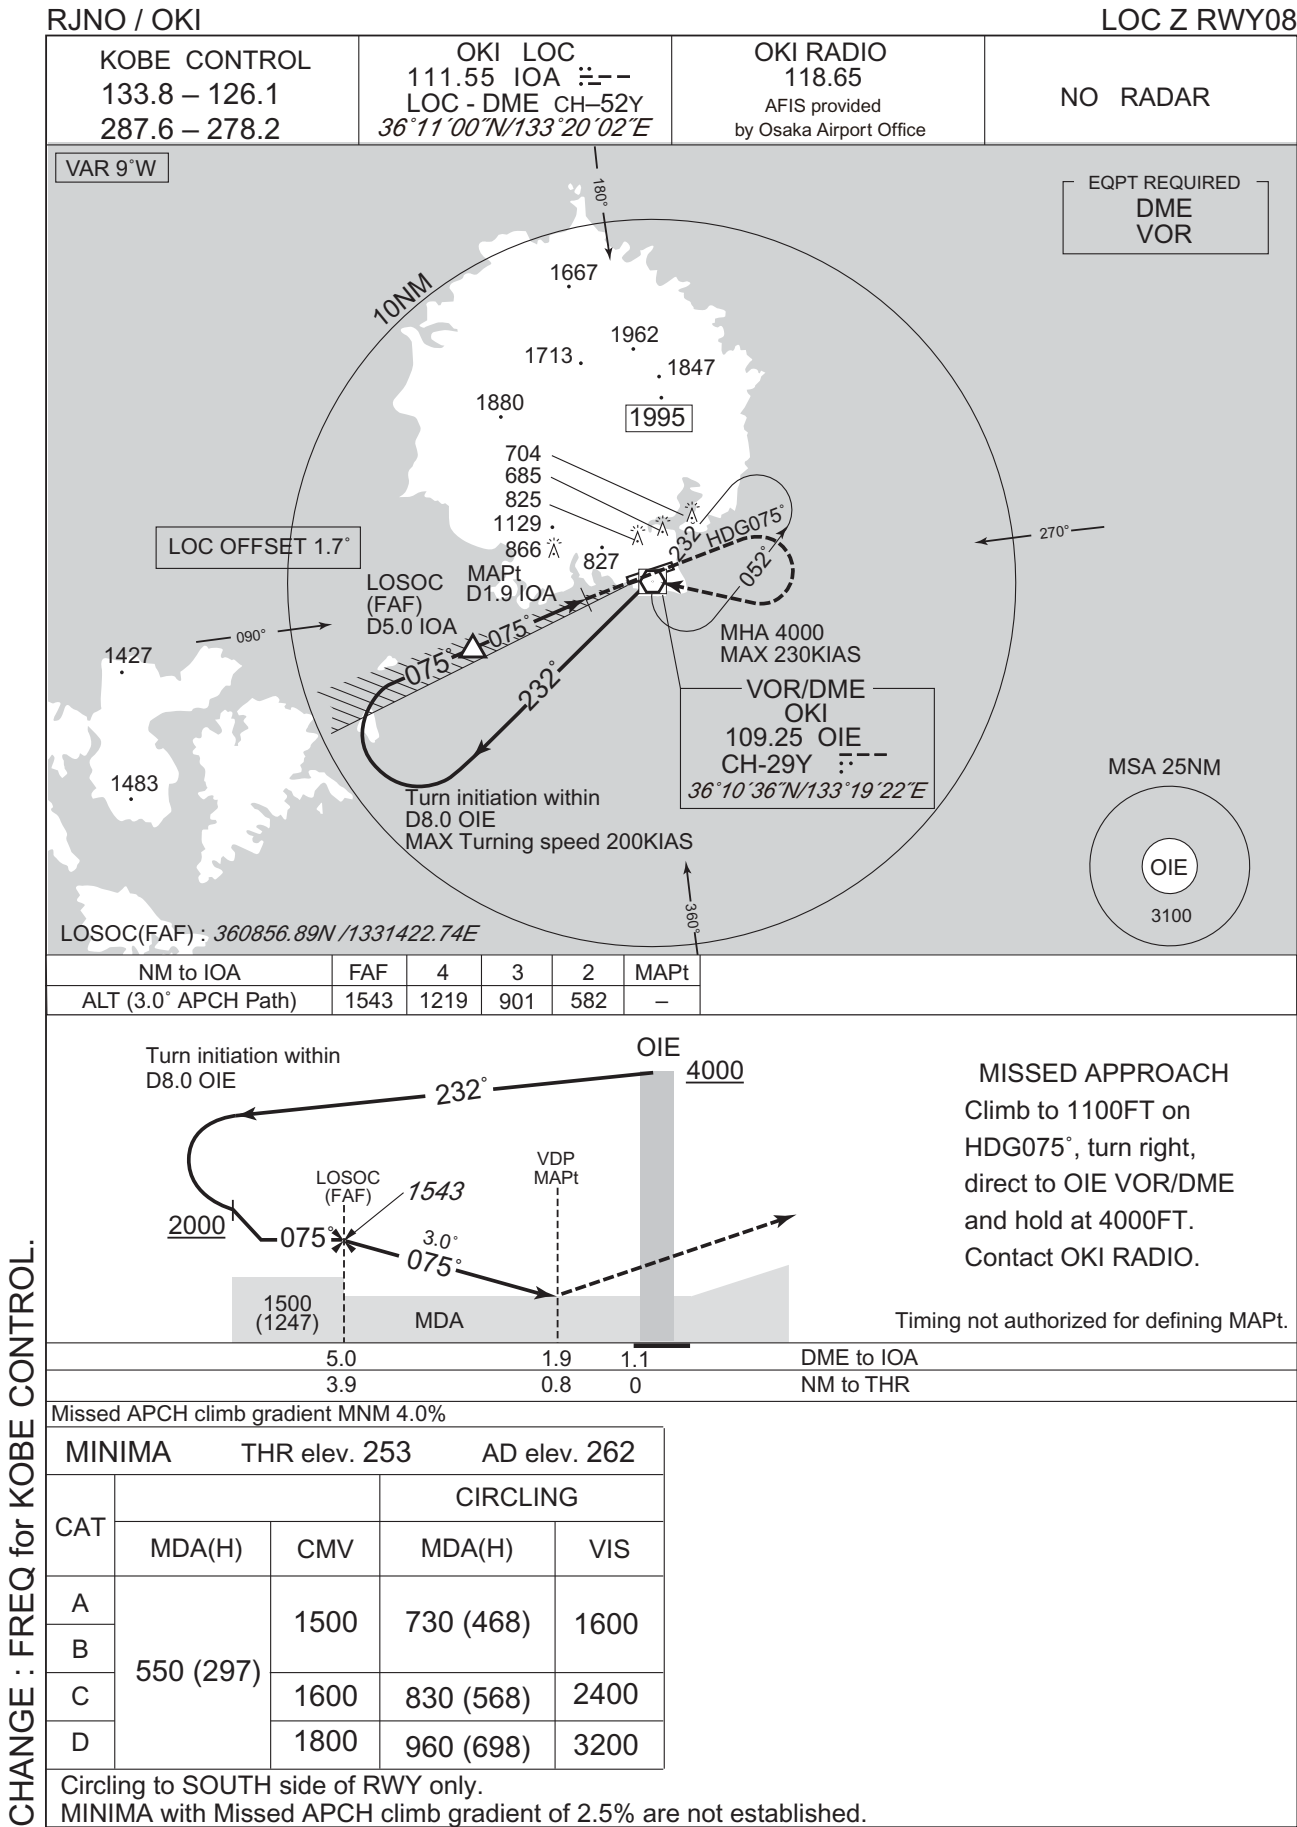 RJNO / OKI
LOC Z RWY08
KOBE CONTROL
133.8 – 126.1
287.6 – 278.2
OKI LOC
111.55 IOA
LOC - DME CH–52Y
36°11´00˝N/133˚20´02˝E
OKI RADIO
118.65
AFIS provided
by Osaka Airport Office
NO RADAR
VAR 9˚W
EQPT REQUIRED
DME
VOR
180°
10NM
1667
1962
1713
1847
1880
1995
704
685
825
1129
866
827
LOC OFFSET 1.7˚
270°
090°
HDG075˚
232
052˚
MAPt
D1.9 IOA
LOSOC
(FAF)
D5.0 IOA
075˚
075˚
232˚
1427
1483
MHA 4000
MAX 230KIAS
VOR/DME
OKI
109.25 OIE
CH-29Y
36˚10´36˝N/133˚19´22˝E
Turn initiation within
D8.0 OIE
MAX Turning speed 200KIAS
360°
MSA 25NM
OIE
3100
LOSOC(FAF) : 360856.89N /1331422.74E
NM to IOA FAF 4 3 2 MAPt
ALT (3.0˚ APCH Path) 1543 1219 901 582 –
Turn initiation within
D8.0 OIE
OIE
4000
232˚
LOSOC
(FAF)
1543
VDP
MAPt
2000
075˚
3.0˚
075˚
1500
(1247)
MDA
MISSED APPROACH
Climb to 1100FT on
HDG075˚, turn right,
direct to OIE VOR/DME
and hold at 4000FT.
Contact OKI RADIO.
Timing not authorized for defining MAPt.
5.0 1.9 1.1 DME to IOA
3.9 0.8 0 NM to THR
Missed APCH climb gradient MNM 4.0%
MINIMA THR elev. 253 AD elev. 262
CAT
CIRCLING
MDA(H) CMV MDA(H) VIS
A
B
C
D
550 (297)
1500 730 (468) 1600
1600 830 (568) 2400
1800 960 (698) 3200
Circling to SOUTH side of RWY only.
MINIMA with Missed APCH climb gradient of 2.5% are not established.
CHANGE : FREQ for KOBE CONTROL.